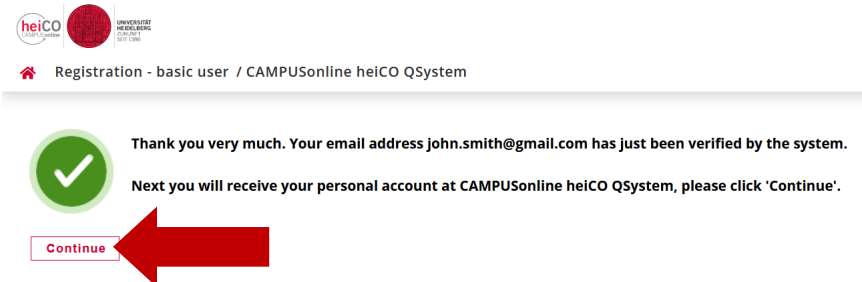 heiCO
CAMPUSonline
UNIVERSITÄT
HEIDELBERG
ZUKUNFT
SEIT 1386
Registration - basic user / CAMPUSonline heiCO QSystem
Thank you very much. Your email address john.smith@gmail.com has just been verified by the system.
Next you will receive your personal account at CAMPUSonline heiCO QSystem, please click 'Continue'.
Continue